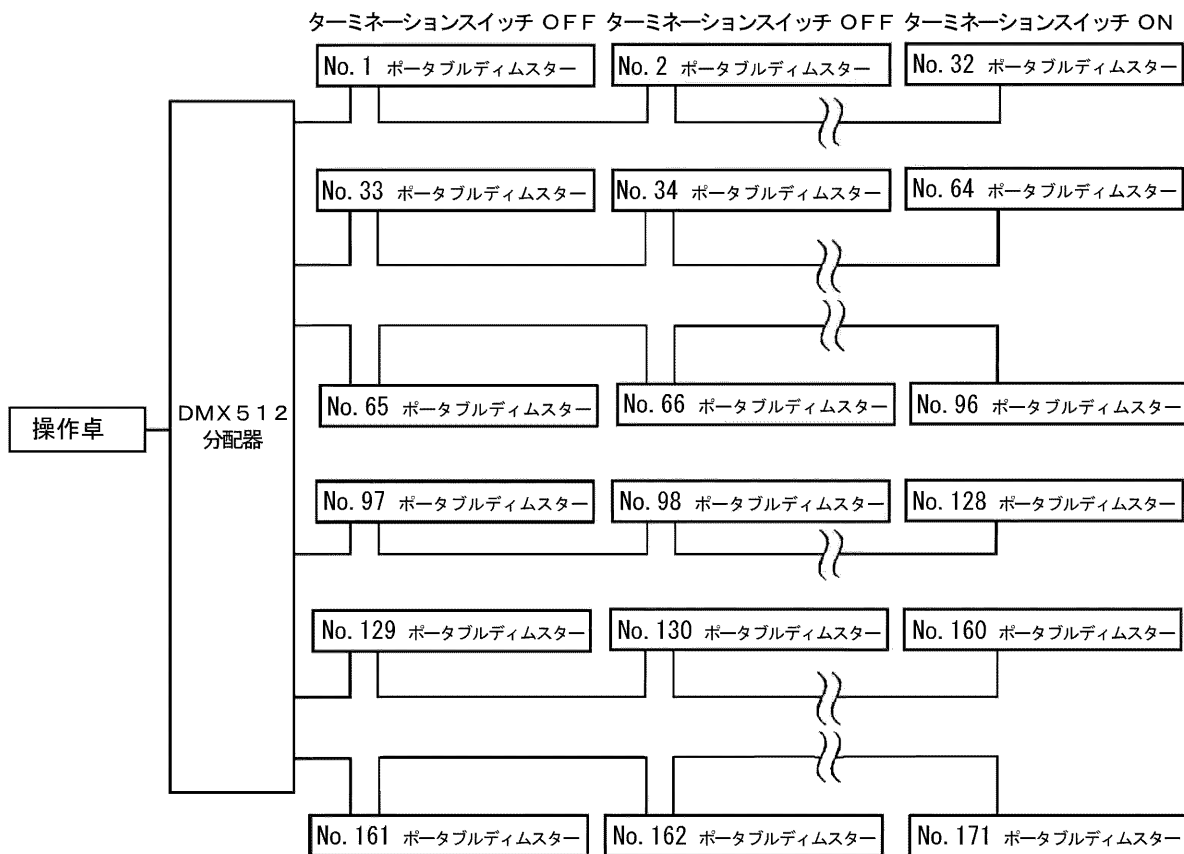 ターミネーションスイッチ OFF ターミネーションスイッチ OFF ターミネーションスイッチ ON
No. 1 ポータブルディムスター
No. 2 ポータブルディムスター
No. 32 ポータブルディムスター
No. 33 ポータブルディムスター
No. 34 ポータブルディムスター
No. 64 ポータブルディムスター
No. 65 ポータブルディムスター
No. 66 ポータブルディムスター
No. 96 ポータブルディムスター
操作卓
DMX512
分配器
No. 97 ポータブルディムスター
No. 98 ポータブルディムスター
No. 128 ポータブルディムスター
No. 129 ポータブルディムスター
No. 130 ポータブルディムスター
No. 160 ポータブルディムスター
No. 161 ポータブルディムスター
No. 162 ポータブルディムスター
No. 171 ポータブルディムスター